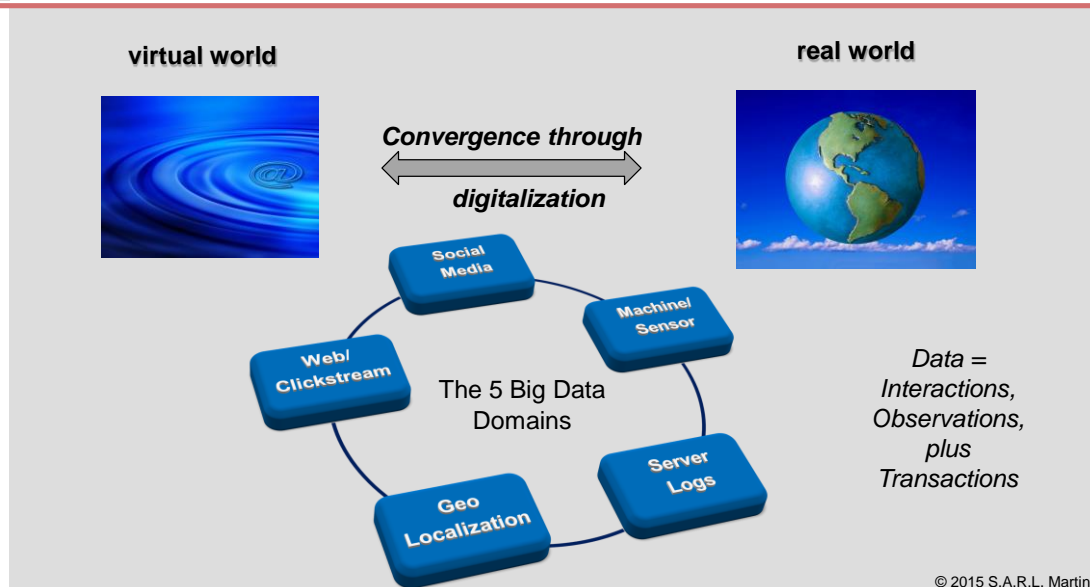 virtual world
real world
Convergence through
digitalization
@
Social
Media
Machine/
Sensor
Web/
Clickstream
The 5 Big Data
Domains
Server
Logs
Geo
Localization
Data =
Interactions,
Observations,
plus
Transactions
© 2015 S.A.R.L. Martin